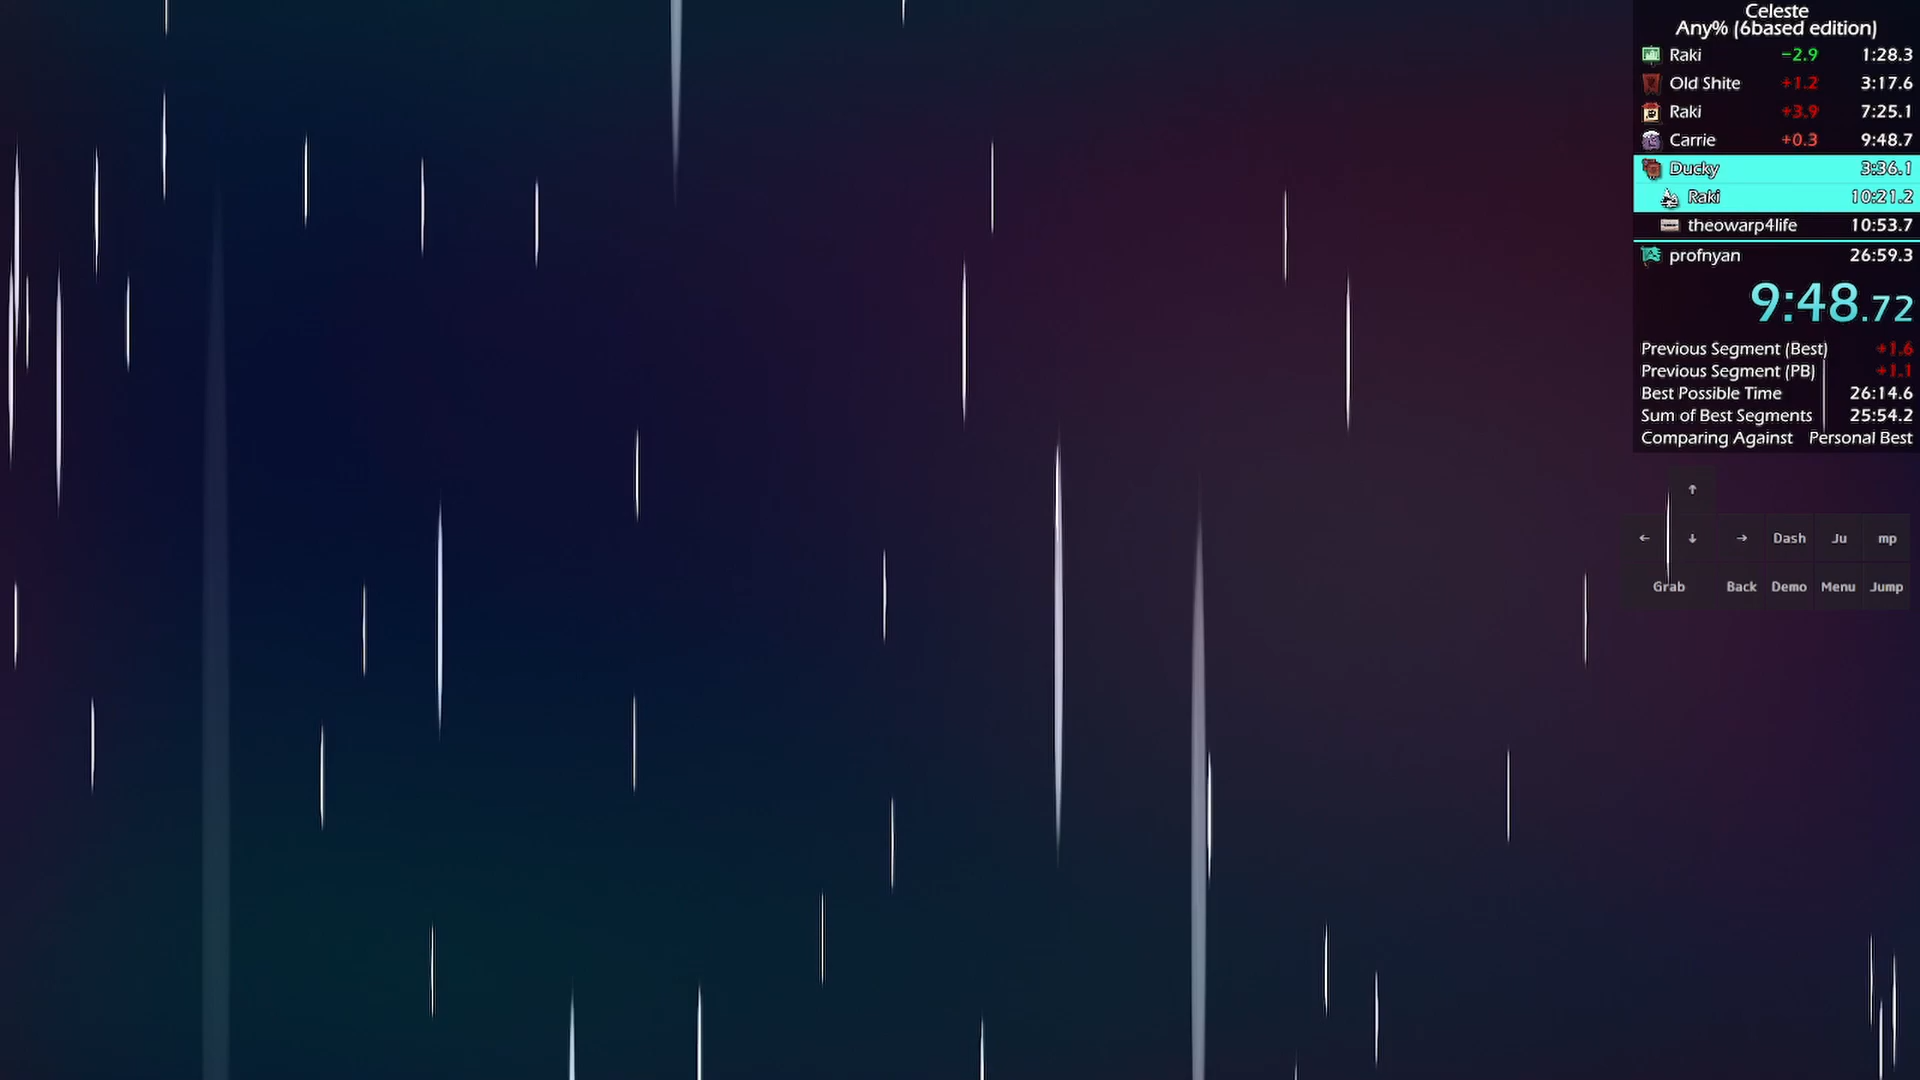 Celeste
Any% (6based edition)
Raki -2.9 1:28.3
Old Shite +1.2 3:17.6
Raki +3.9 7:25.1
Carrie +0.3 9:48.7
Ducky 3:36.1
Raki 10:21.2
theowarp4life 10:53.7
profnyan 26:59.3
9:48.72
Previous Segment (Best) +1.6
Previous Segment (PB) +1.1
Best Possible Time 26:14.6
Sum of Best Segments 25:54.2
Comparing Against Personal Best
↑
← ↓ → Dash Ju mp
Grab Back Demo Menu Jump